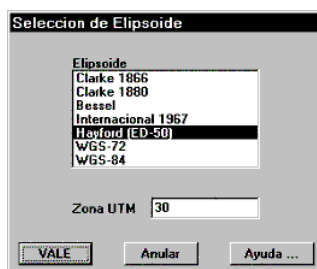 Seleccion de Elipsoide
Elipsoide
Clarke 1866
Clarke 1880
Bessel
Internacional 1967
Hayford (ED-50)
WGS-72
WGS-84
Zona UTM 30
VALE Anular Ayuda ...